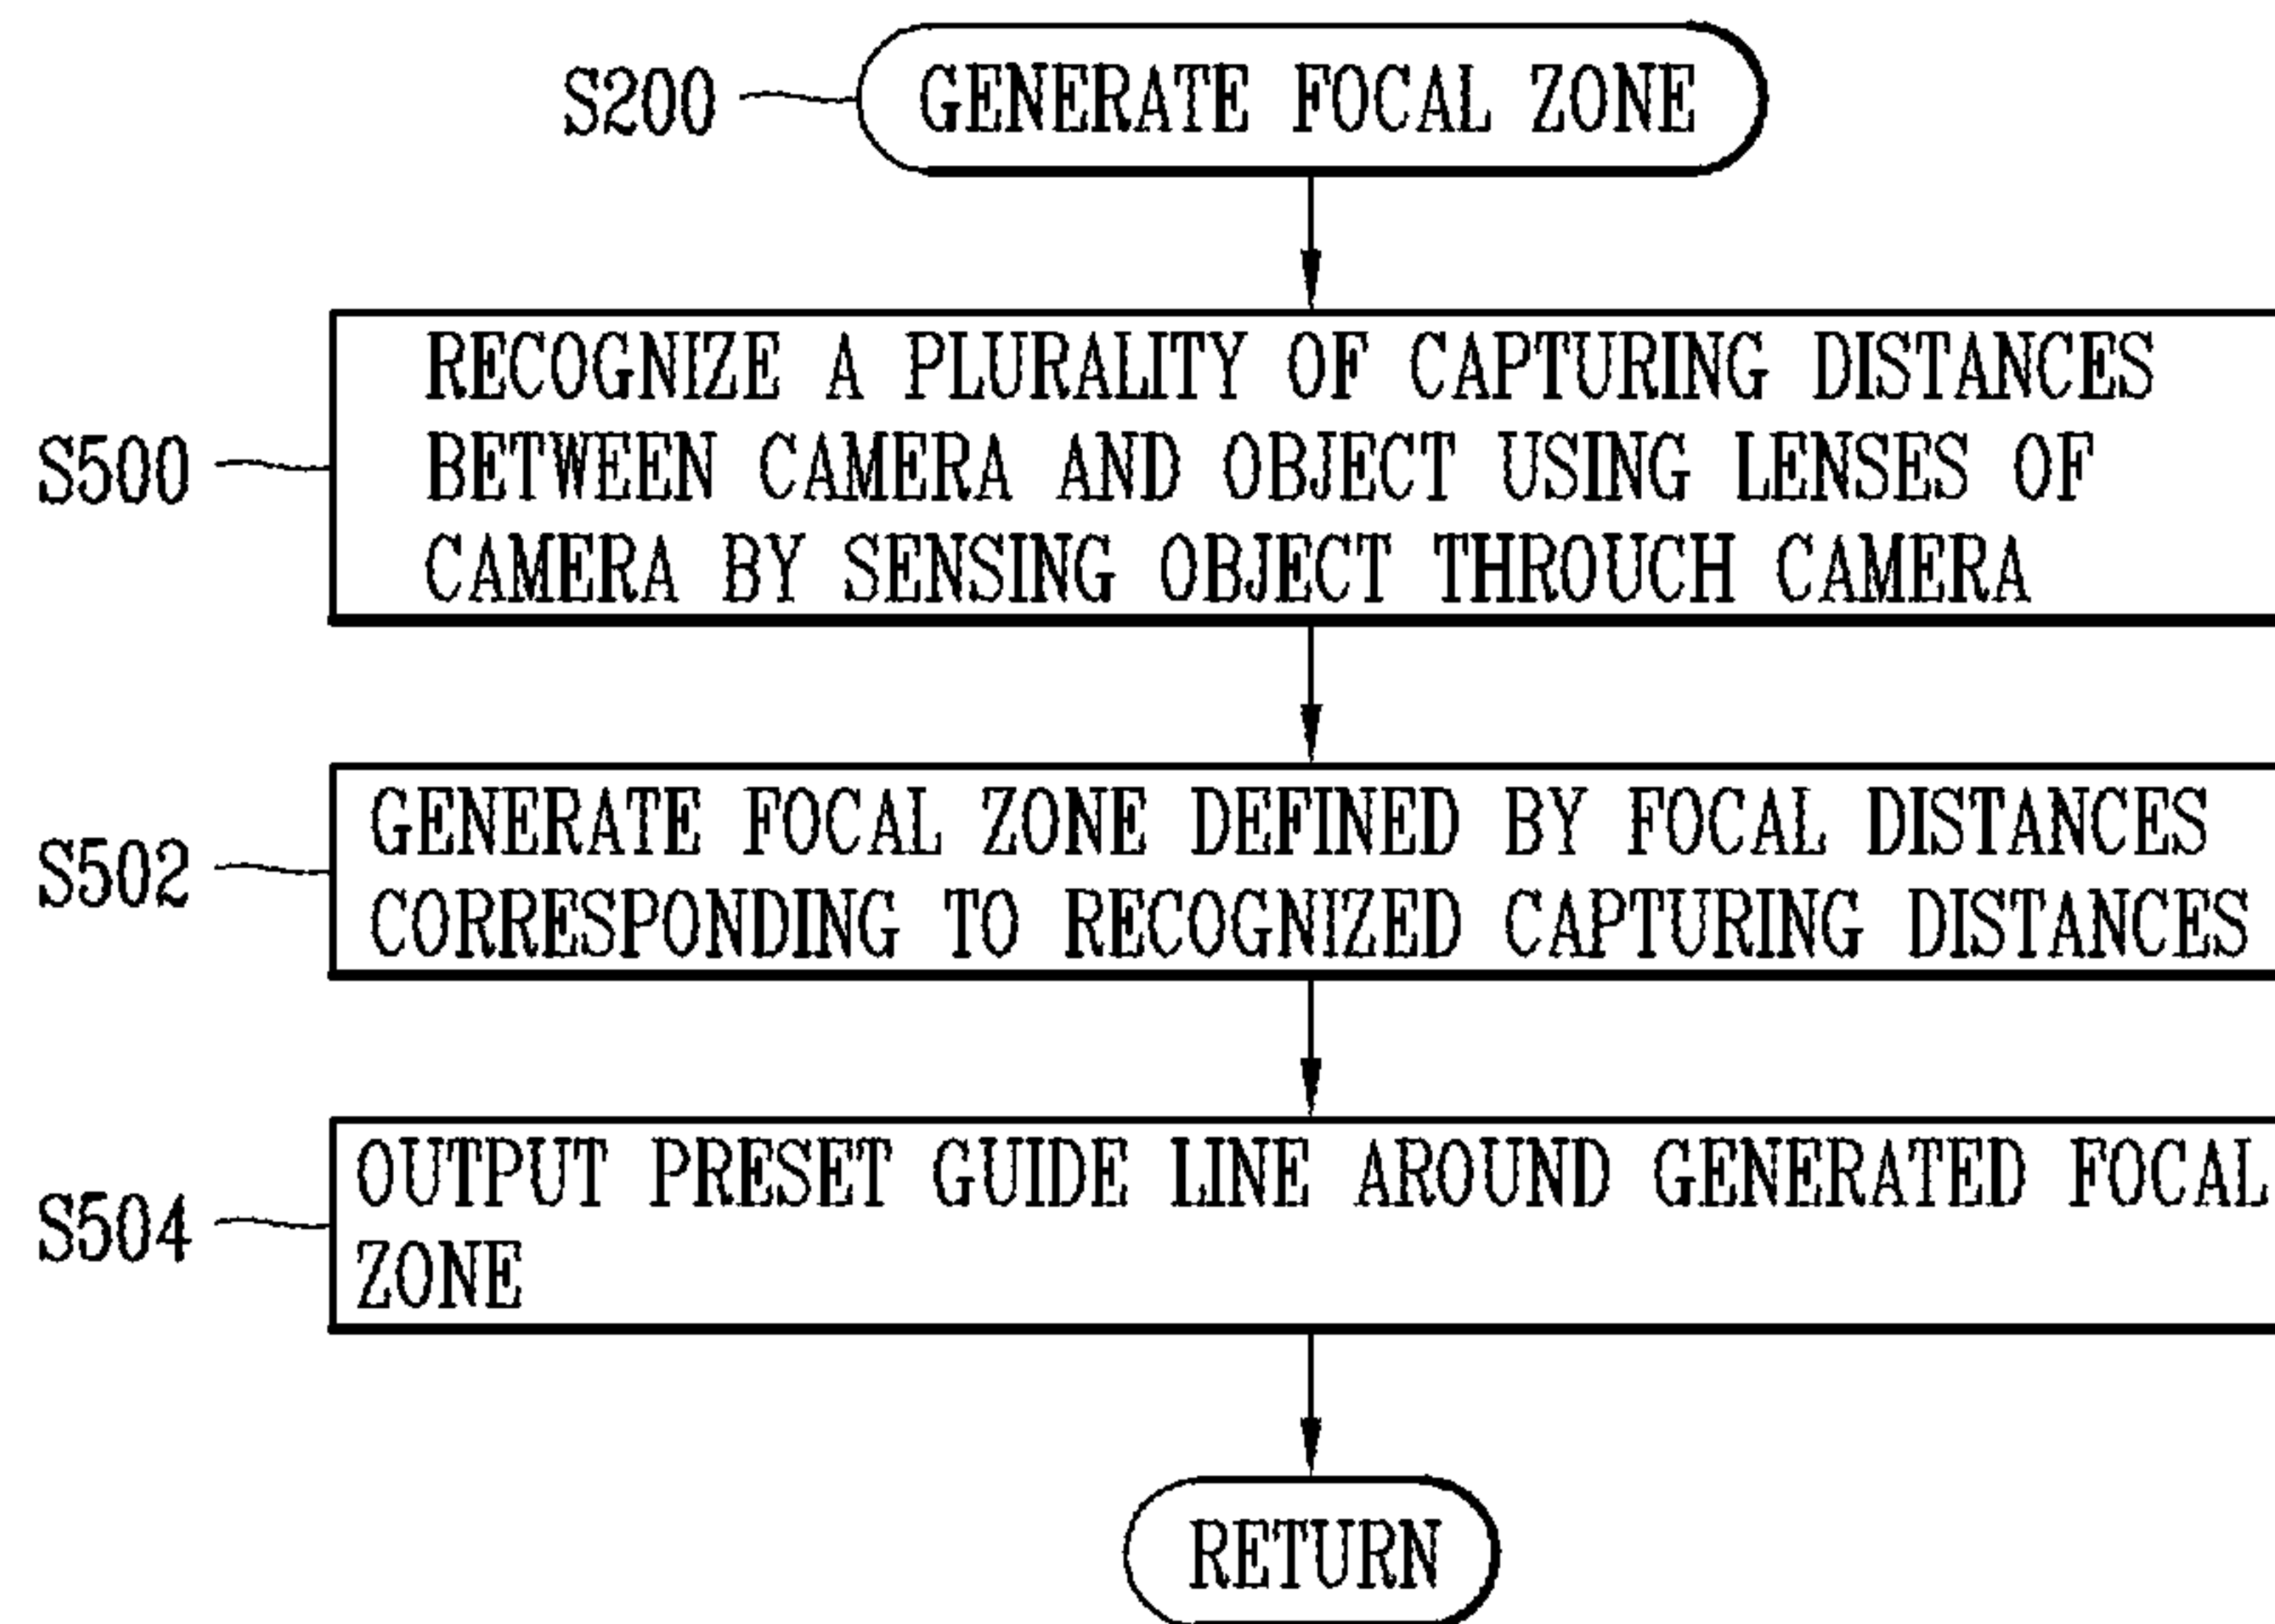 S200 GENERATE FOCAL ZONE
RECOGNIZE A PLURALITY OF CAPTURING DISTANCES
S500 BETWEEN CAMERA AND OBJECT USING LENSES OF
CAMERA BY SENSING OBJECT THROUCH CAMERA
GENERATE FOCAL ZONE DEFINED BY FOCAL DISTANCES
S502
CORRESPONDING TO RECOGNIZED CAPTURING DISTANCES
OUTPUT PRESET GUIDE LINE AROUND GENERATED FOCAL
S504
ZONE
RETURN